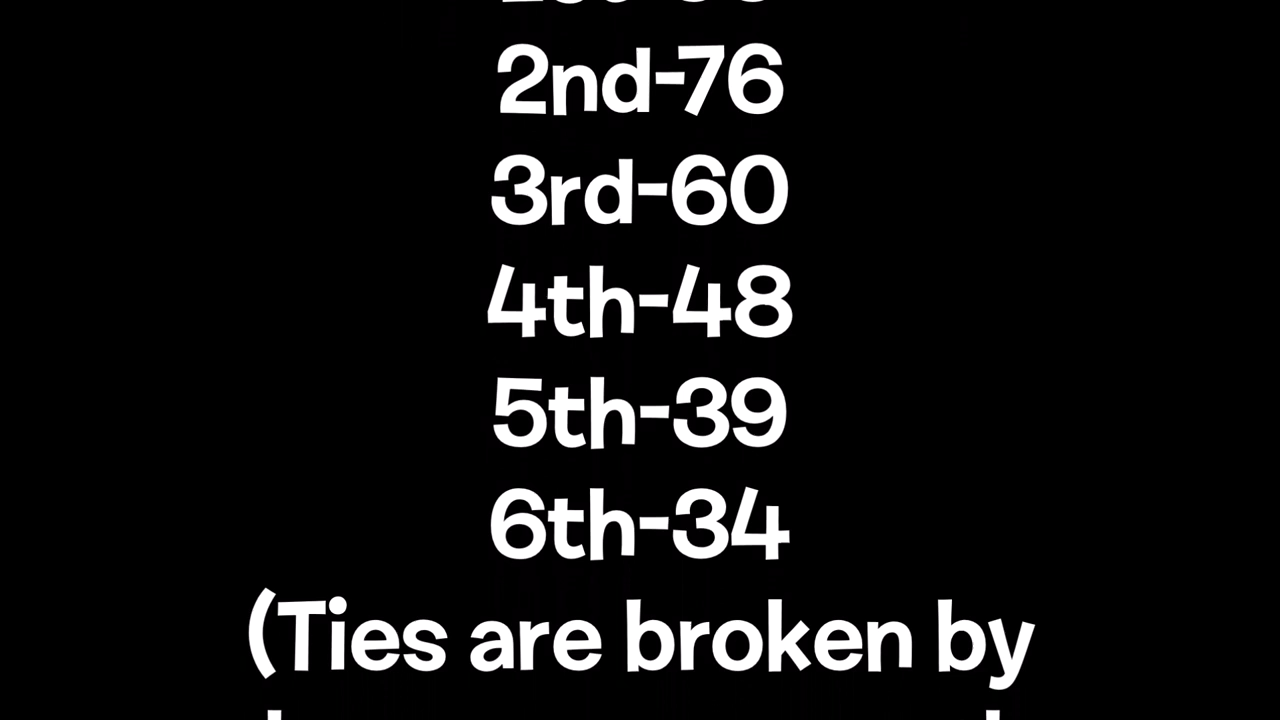 2nd-76
3rd-60
4th-48
5th-39
6th-34
(Ties are broken by